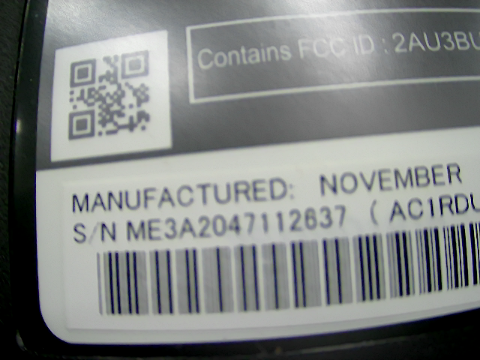 Contains FCC ID : 2AU3BU
MANUFACTURED: NOVEMBER
S/N ME3A2047112637 ( AC1RDU